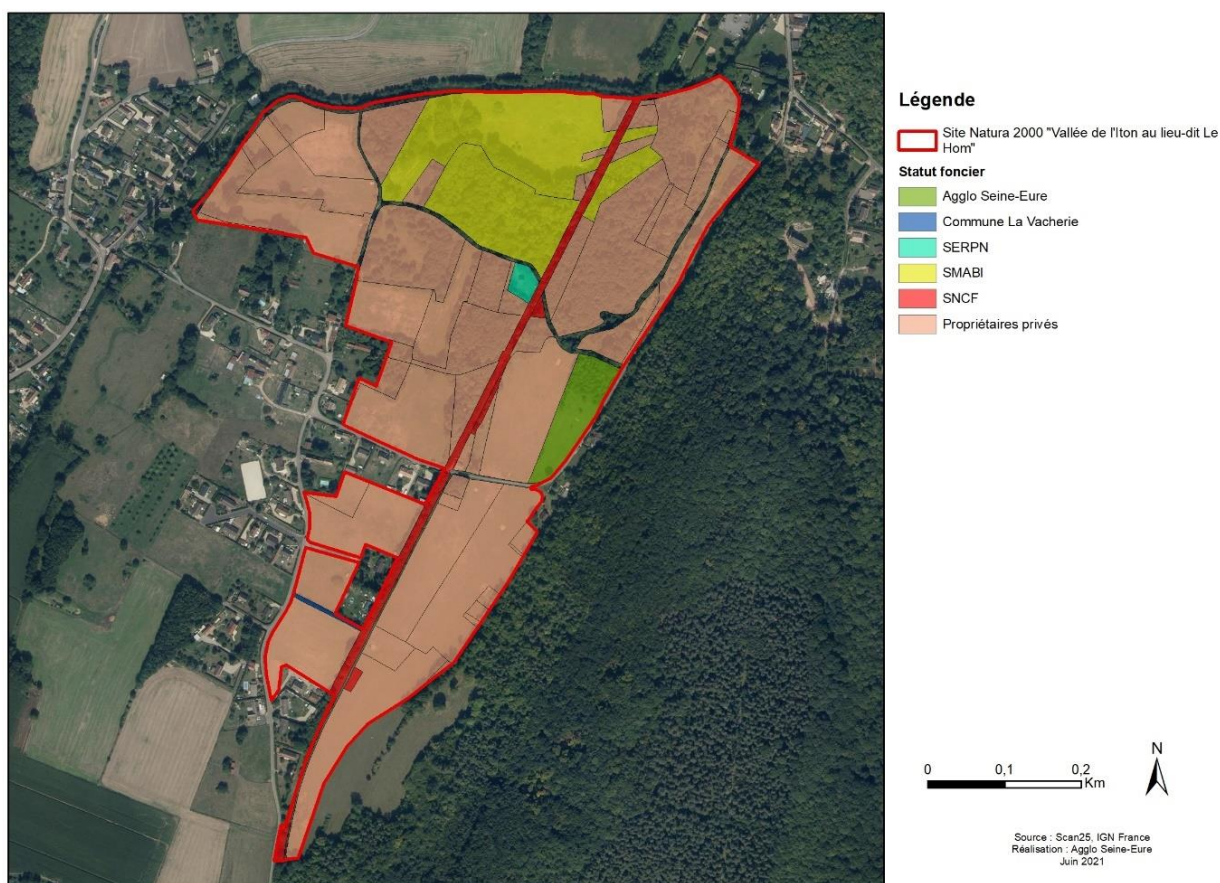 Légende
Site Natura 2000 "Vallée de l'Iton au lieu-dit Le
Hom"
Statut foncier
Agglo Seine-Eure
Commune La Vacherie
SERPN
SMABI
SNCF
Propriétaires privés
N
0 0,1 0,2
Km
Source : Scan25, IGN France
Réalisation : Agglo Seine-Eure
Juin 2021